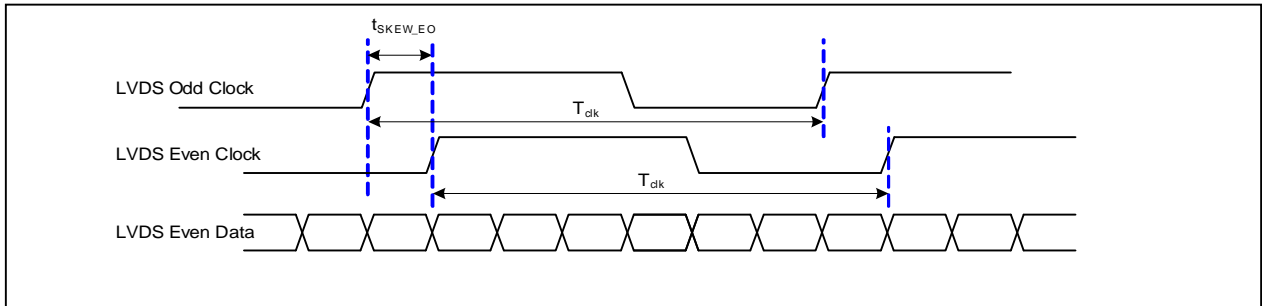 tSKEW_EO
LVDS Odd Clock
Tclk
LVDS Even Clock
Tclk
LVDS Even Data